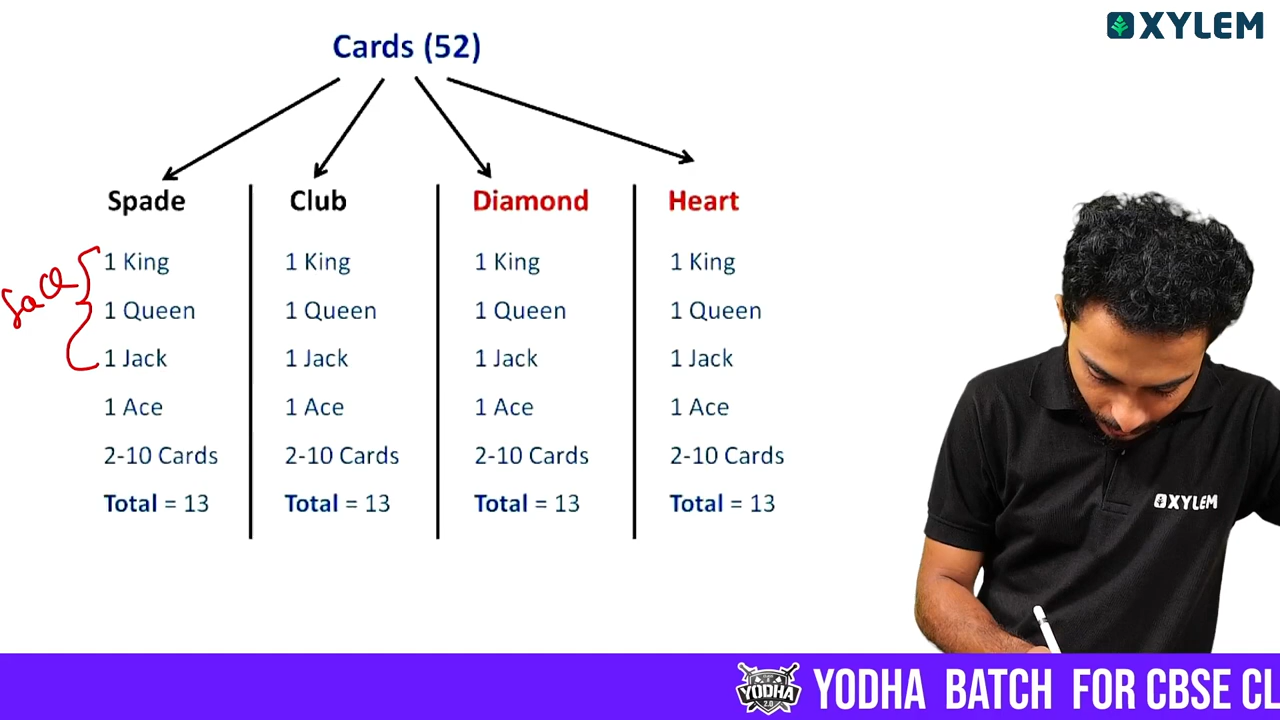 XYLEM
Cards (52)
Spade Club Diamond Heart
1 King 1 King 1 King 1 King
1 Queen 1 Queen 1 Queen 1 Queen
1 Jack 1 Jack 1 Jack 1 Jack
1 Ace 1 Ace 1 Ace 1 Ace
2-10 Cards 2-10 Cards 2-10 Cards 2-10 Cards
Total = 13 Total = 13 Total = 13 Total = 13
XYLEM
YODHA 2.0
YODHA BATCH FOR CBSE CL